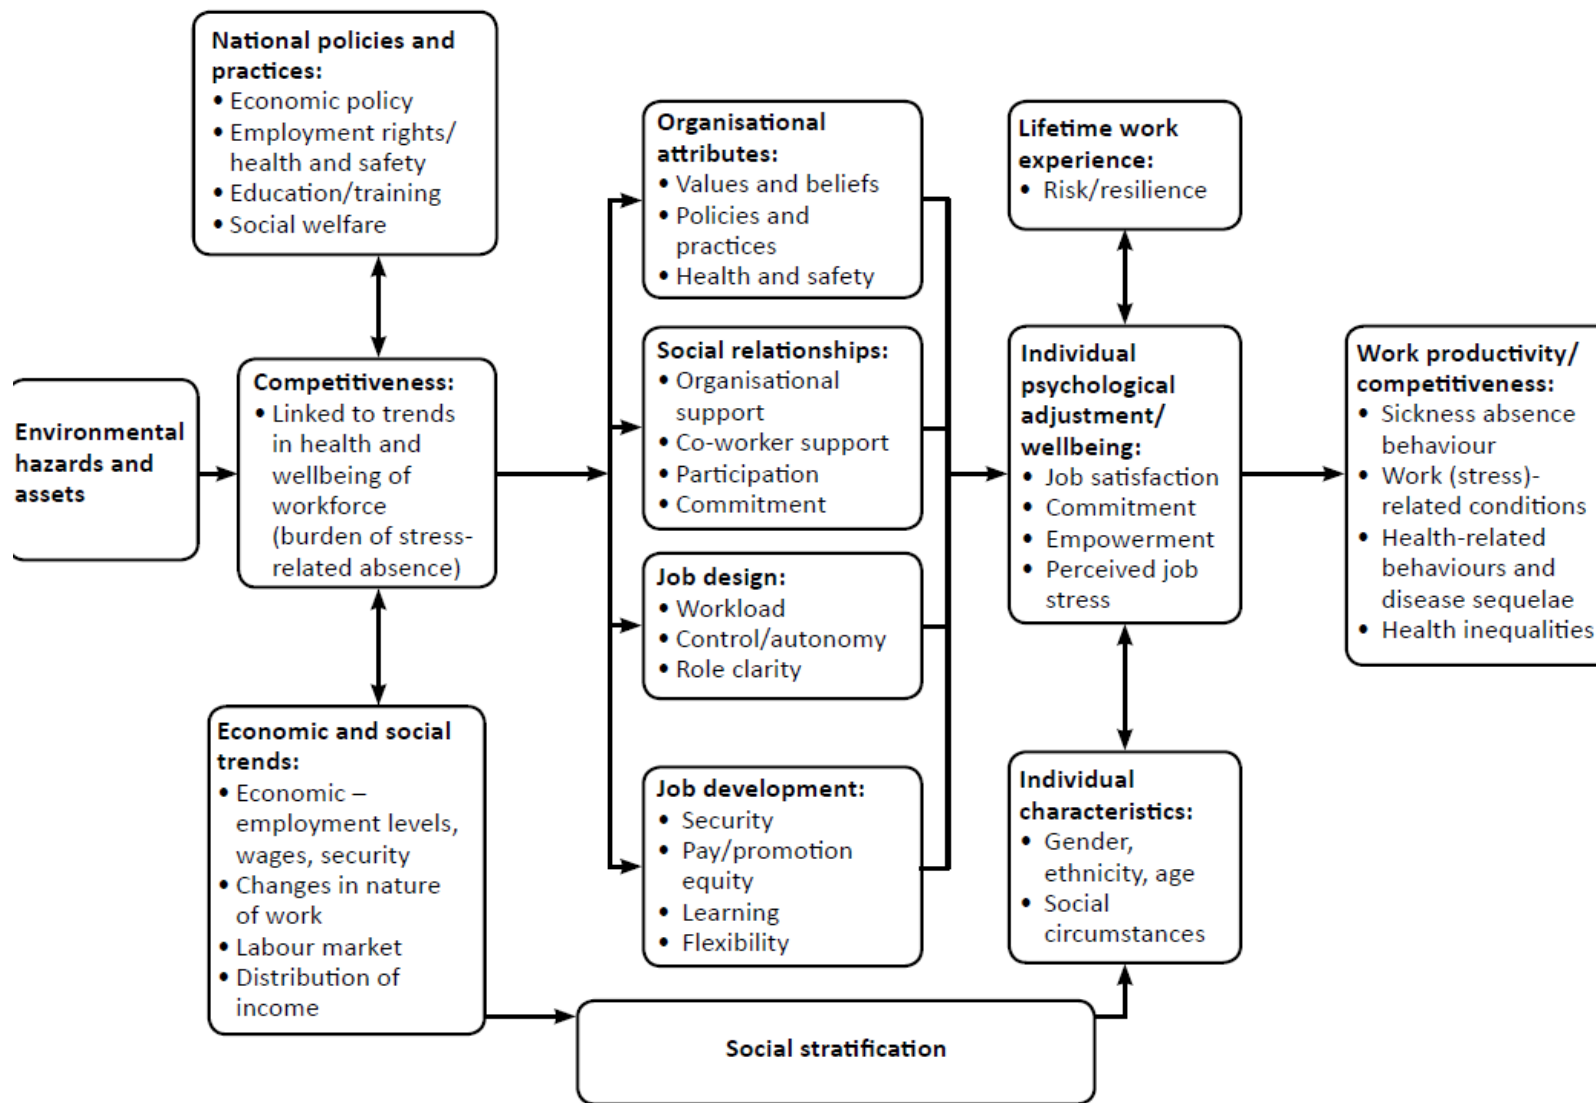 National policies and
practices:
• Economic policy
• Employment rights/
health and safety
• Education/training
• Social welfare
Environmental
hazards and
assets
Competitiveness:
• Linked to trends
in health and
wellbeing of
workforce
(burden of stress-
related absence)
Economic and social
trends:
• Economic –
employment levels,
wages, security
• Changes in nature
of work
• Labour market
• Distribution of
income
Organisational
attributes:
• Values and beliefs
• Policies and
practices
• Health and safety
Social relationships:
• Organisational
support
• Co-worker support
• Participation
• Commitment
Job design:
• Workload
• Control/autonomy
• Role clarity
Job development:
• Security
• Pay/promotion
equity
• Learning
• Flexibility
Social stratification
Lifetime work
experience:
• Risk/resilience
Individual
psychological
adjustment/
wellbeing:
• Job satisfaction
• Commitment
• Empowerment
• Perceived job
stress
Individual
characteristics:
• Gender,
ethnicity, age
• Social
circumstances
Work productivity/
competitiveness:
• Sickness absence
behaviour
• Work (stress)-
related conditions
• Health-related
behaviours and
disease sequelae
• Health inequalities